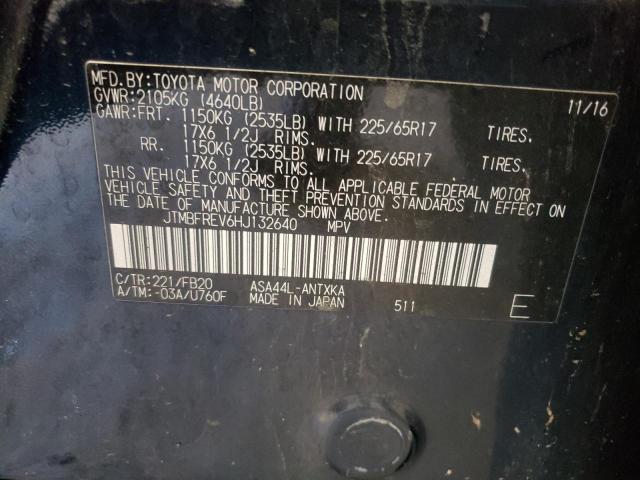 MFD.BY:TOYOTA MOTOR CORPORATION 11/16
GVWR:2105KG (4640LB)
GAWR:FRT. 1150KG (2535LB) WITH 225/65R17 TIRES,
17X6 1/2J RIMS.
RR. 1150KG (2535LB) WITH 225/65R17 TIRES,
17X6 1/2J RIMS.
THIS VEHICLE CONFORMS TO ALL APPLICABLE FEDERAL MOTOR
VEHICLE SAFETY AND THEFT PREVENTION STANDARDS IN EFFECT ON
THE DATE OF MANUFACTURE SHOWN ABOVE.
JTMBFREV6HJ132640 MPV
C/TR:221/FB20 ASA44L-ANTXKA
A/TM:-03A/U760F MADE IN JAPAN 511 E